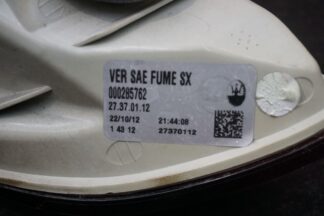 VER SAE FUME SX
000285762
27.37.01.12
22/10/12 21:44:08
1 43 12 27370112